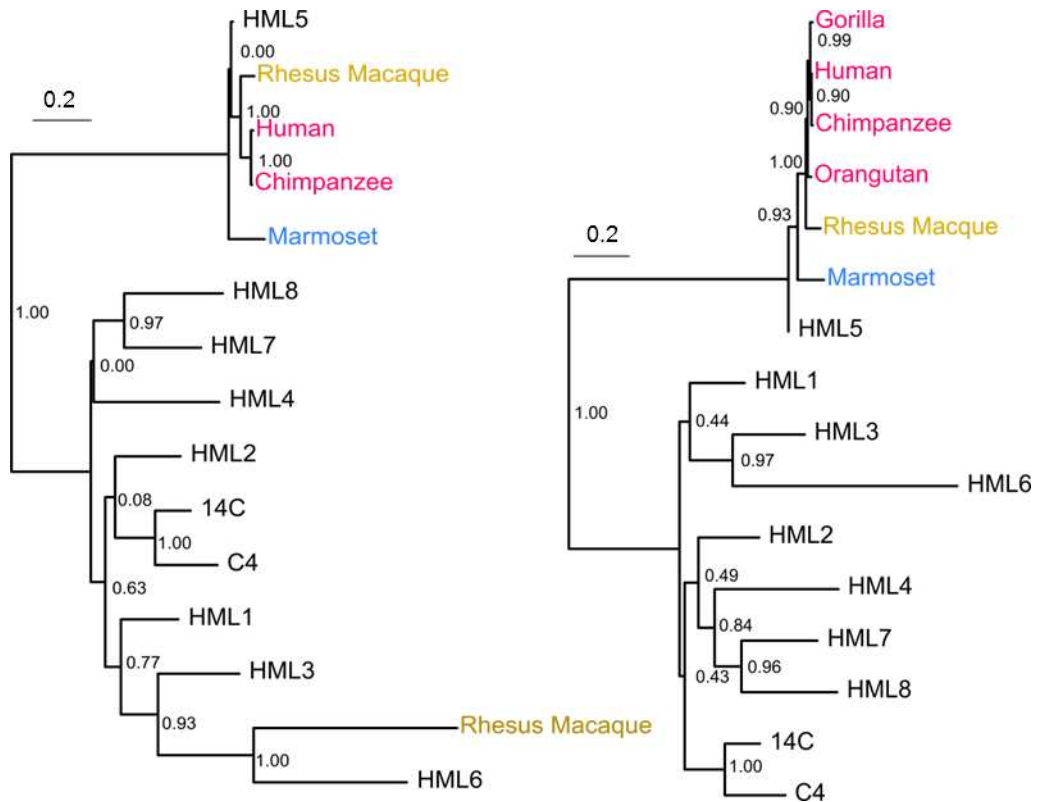 HML5
0.00
Rhesus Macaque
0.2
1.00
Human
1.00
Chimpanzee
Marmoset
HML8
1.00
0.97
HML7
0.00
HML4
HML2
0.08
14C
1.00
C4
0.63
HML1
0.77
HML3
0.93
Rhesus Macaque
1.00
HML6
Gorilla
0.99
Human
0.90
0.90
Chimpanzee
1.00
Orangutan
0.93
Rhesus Macque
0.2
Marmoset
HML5
HML1
1.00
0.44
HML3
0.97
HML6
HML2
0.49
HML4
0.84
HML7
0.96
0.43
HML8
14C
1.00
C4